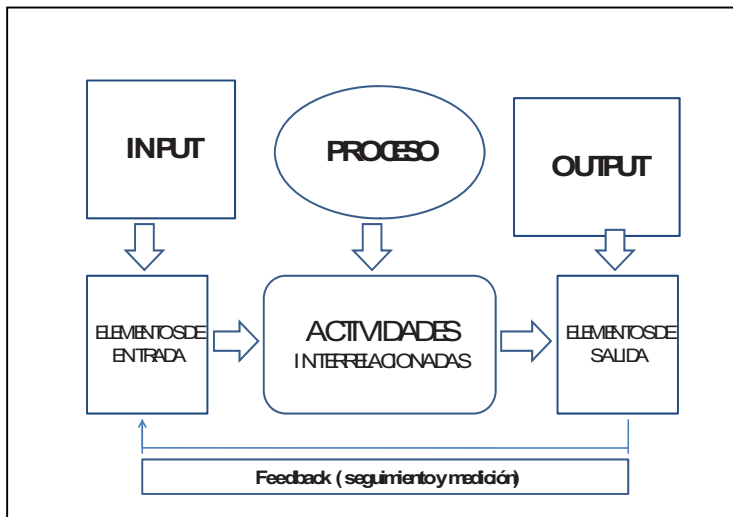 INPUT
PROCESO
OUTPUT
ELEMENTOS DE
ENTRADA
ACTIVIDADES
INTERRELACIONADAS
ELEMENTOS DE
SALIDA
Feedback ( seguimiento y medición)